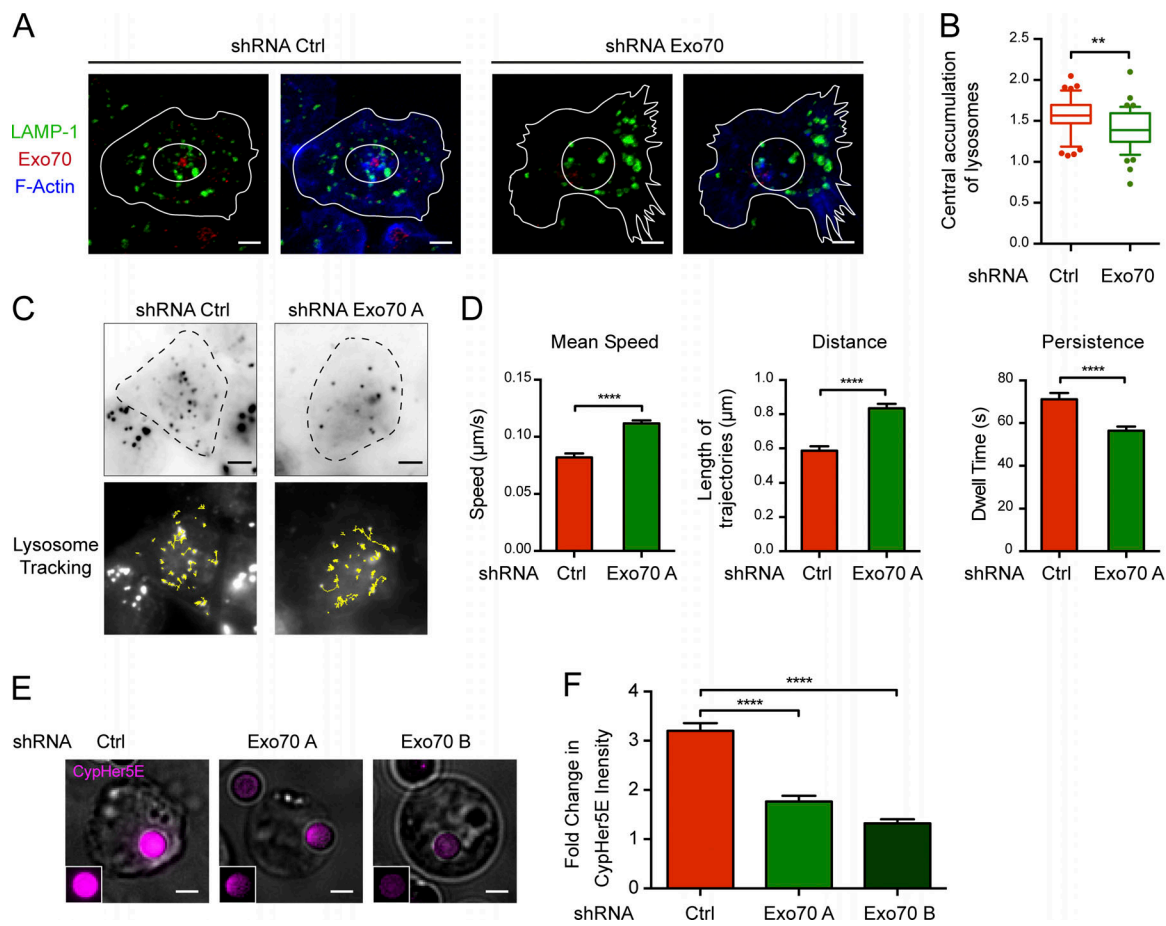 A
shRNA Ctrl
shRNA Exo70
LAMP-1
Exo70
F-Actin
B
2.5
2.0
1.5
1.0
0.5
0.0
Central accumulation
of lysosomes
**
shRNA Ctrl Exo70
C
shRNA Ctrl
shRNA Exo70 A
Lysosome
Tracking
D
Mean Speed
0.15
0.10
0.05
0.00
Speed (µm/s)
****
shRNA Ctrl Exo70 A
Distance
1.0
0.8
0.6
0.4
0.2
0.0
Length of
trajectories (µm)
****
shRNA Ctrl Exo70 A
Persistence
80
60
40
20
0
Dwell Time (s)
****
shRNA Ctrl Exo70 A
E
shRNA Ctrl Exo70 A Exo70 B
CypHer5E
F
4
3
2
1
0
Fold Change in
CypHer5E Inensity
****
****
shRNA Ctrl Exo70 A Exo70 B